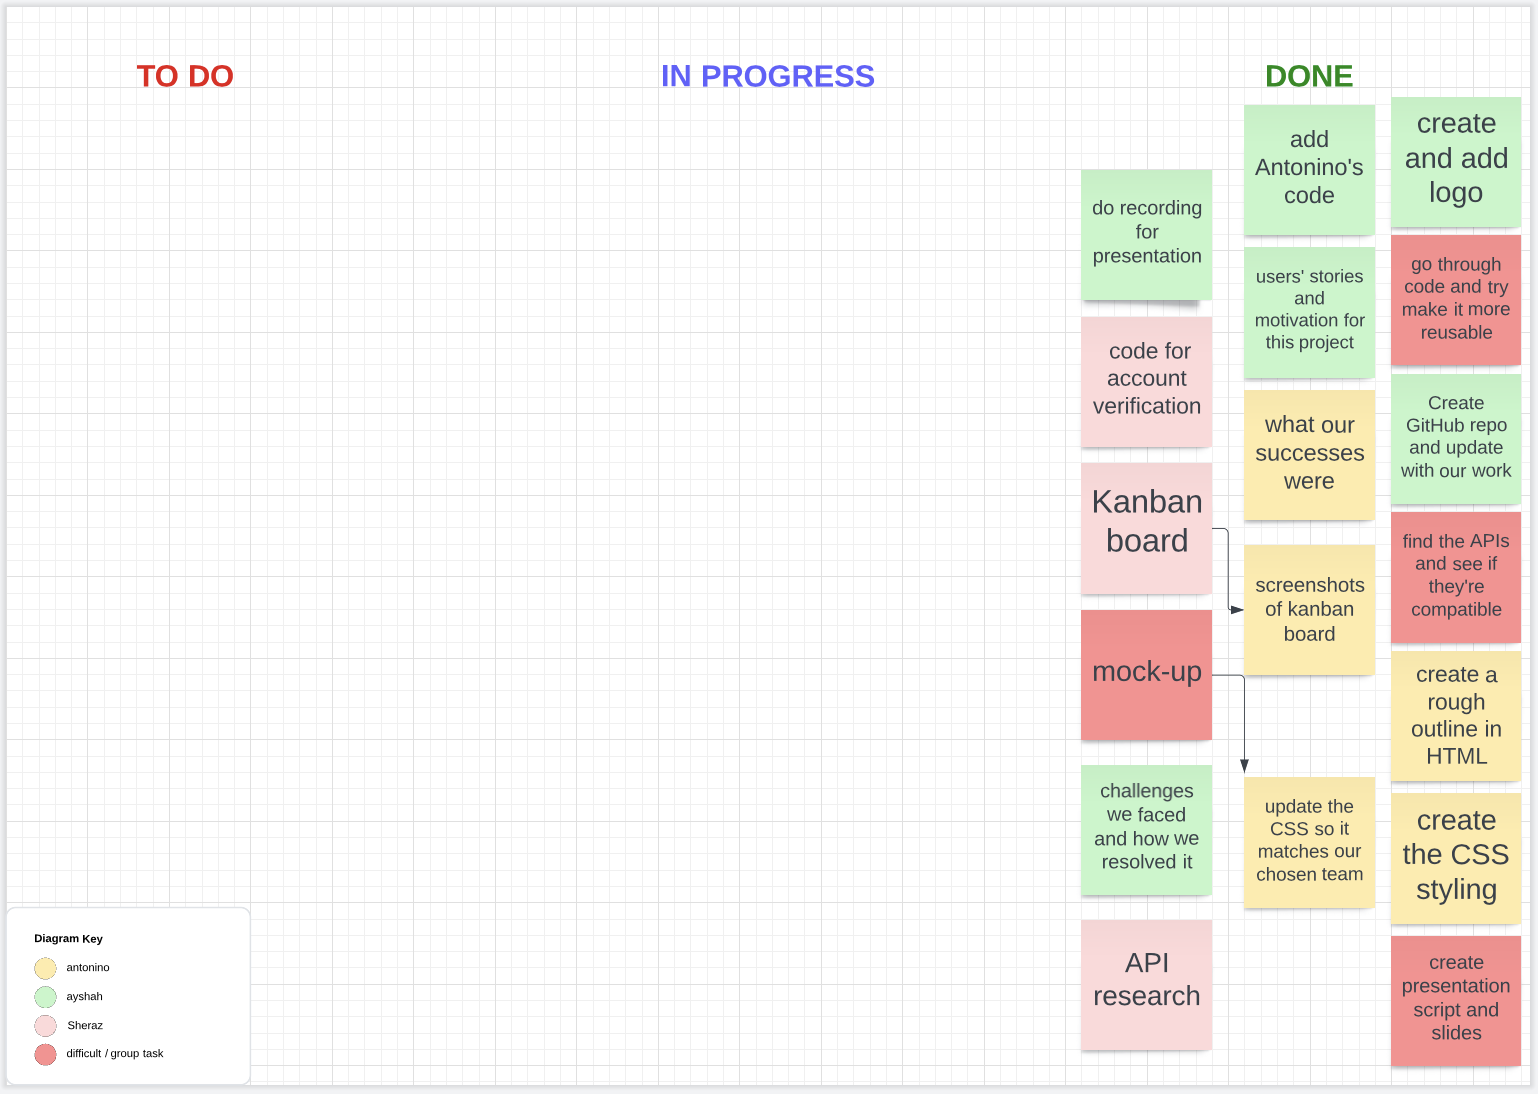 TO DO
IN PROGRESS
DONE
do recording
for
presentation
code for
account
verification
Kanban
board
mock-up
challenges
we faced
and how we
resolved it
API
research
add
Antonino's
code
users' stories
and
motivation for
this project
what our
successes
were
screenshots
of kanban
board
update the
CSS so it
matches our
chosen team
create
and add
logo
go through
code and try
make it more
reusable
Create
GitHub repo
and update
with our work
find the APIs
and see if
they're
compatible
create a
rough
outline in
HTML
create
the CSS
styling
create
presentation
script and
slides
Diagram Key
antonino
ayshah
Sheraz
difficult / group task